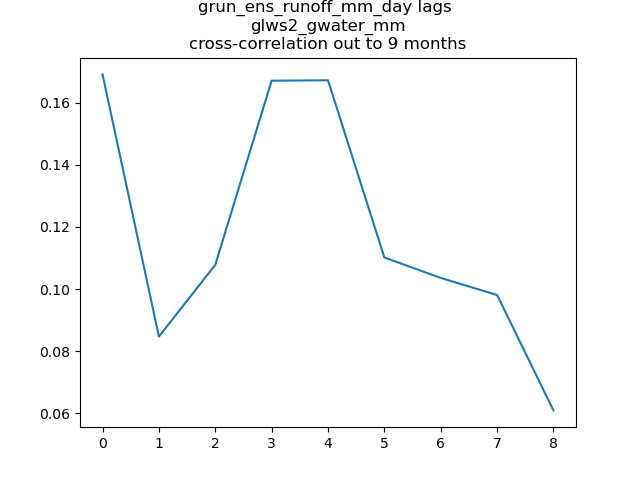 grun_ens_runoff_mm_day lags
glws2_gwater_mm
cross-correlation out to 9 months
0.16
0.14
0.12
0.10
0.08
0.06
0 1 2 3 4 5 6 7 8